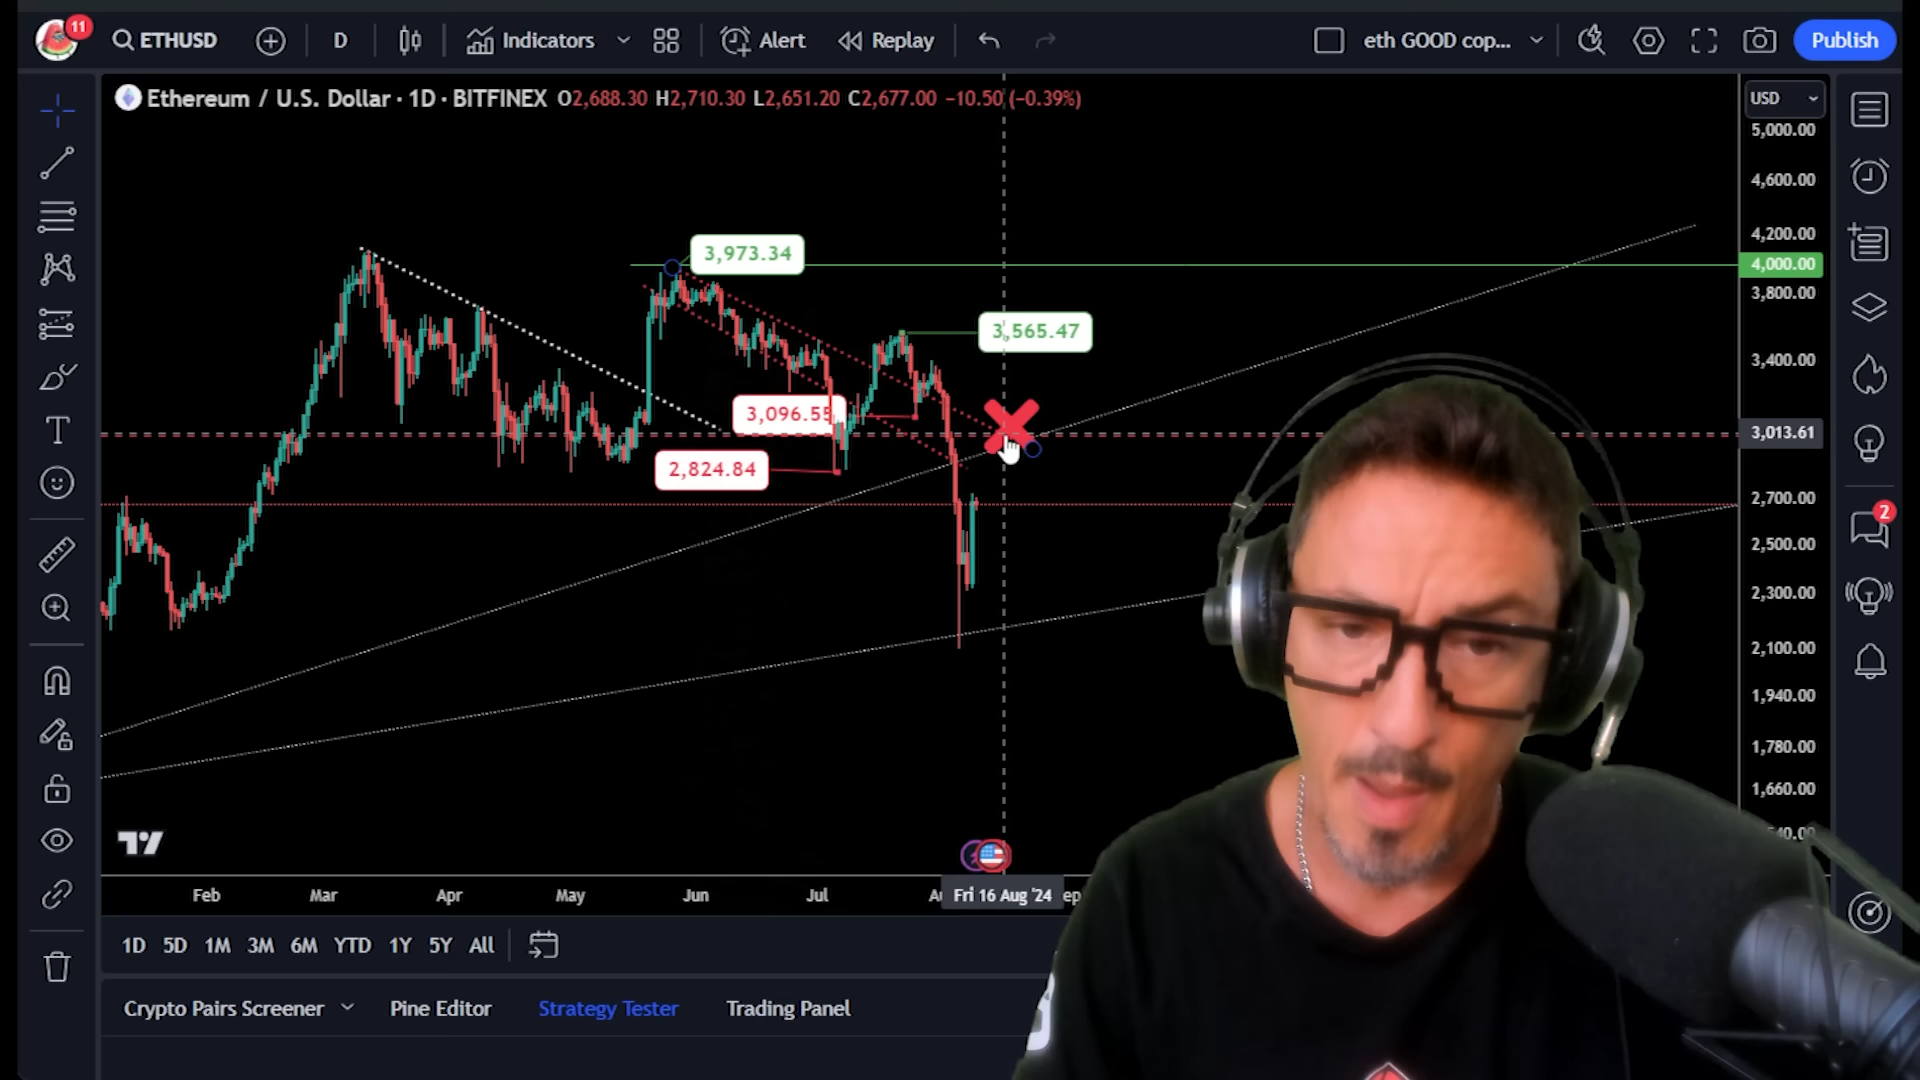 11
ETHUSD
D
Indicators
Alert
Replay
eth GOOD cop...
Publish
Ethereum / U.S. Dollar · 1D · BITFINEX O2,688.30 H2,710.30 L2,651.20 C2,677.00 −10.50 (−0.39%)
USD
5,000.00
4,600.00
4,200.00
3,973.34
4,000.00
3,800.00
3,565.47
3,400.00
3,096.55
3,013.61
2,824.84
2,700.00
2
2,500.00
2,300.00
2,100.00
1,940.00
1,780.00
1,660.00
Feb
Mar
Apr
May
Jun
Jul
Fri 16 Aug '24
1D
5D
1M
3M
6M
YTD
1Y
5Y
All
Crypto Pairs Screener
Pine Editor
Strategy Tester
Trading Panel